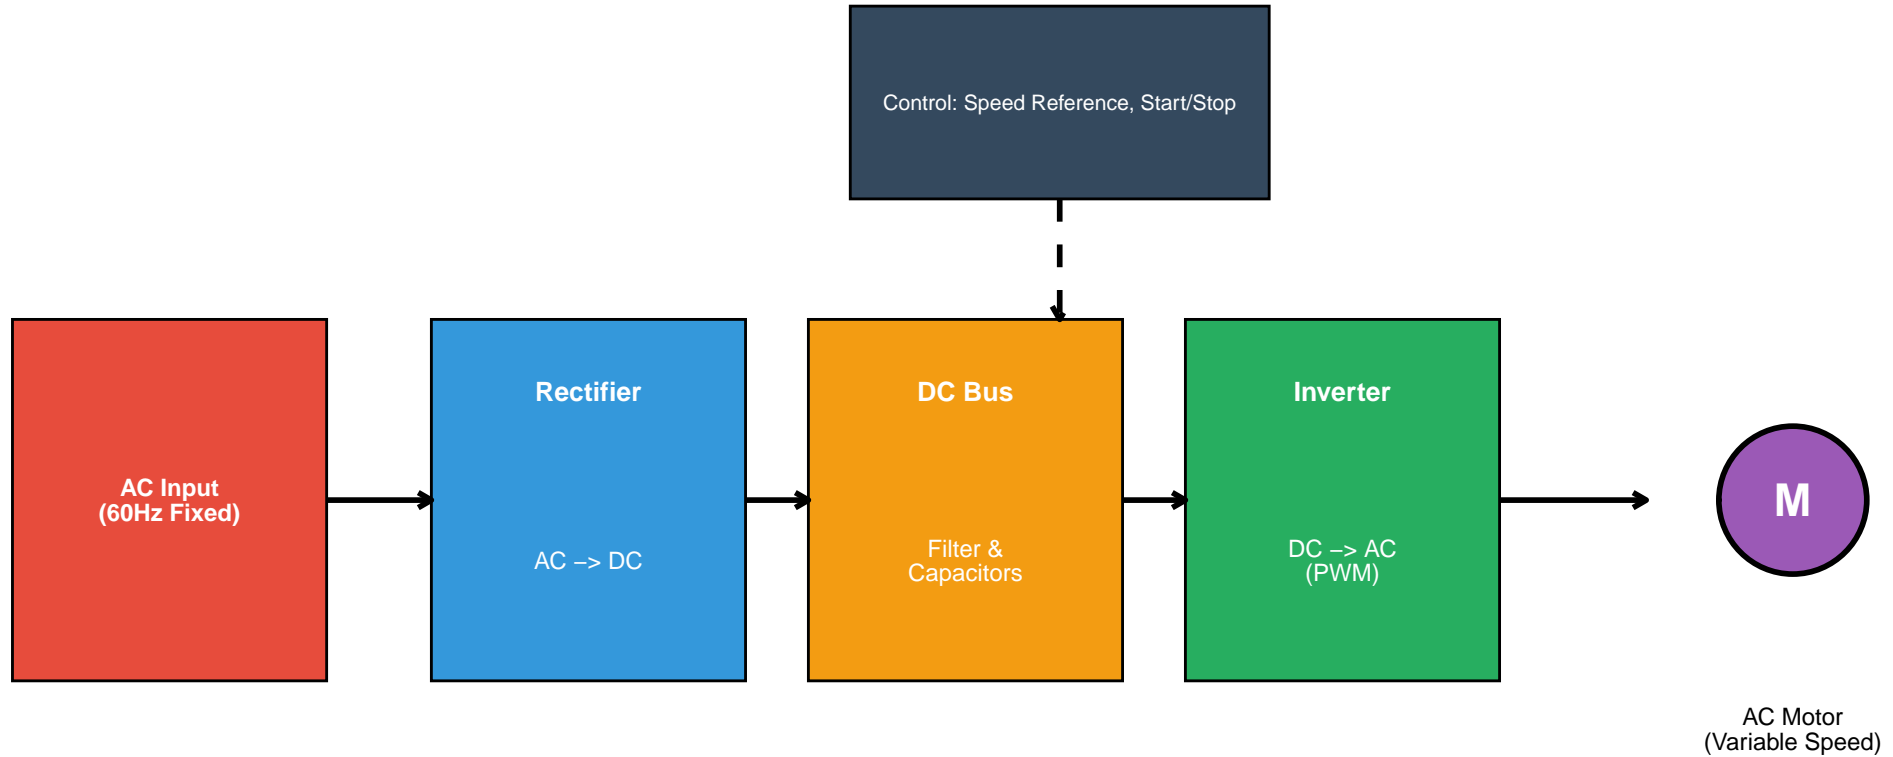 Control: Speed Reference, Start/Stop
AC Input
(60Hz Fixed)
Rectifier
AC −> DC
DC Bus
Filter &
Capacitors
Inverter
DC −> AC
(PWM)
M
AC Motor
(Variable Speed)